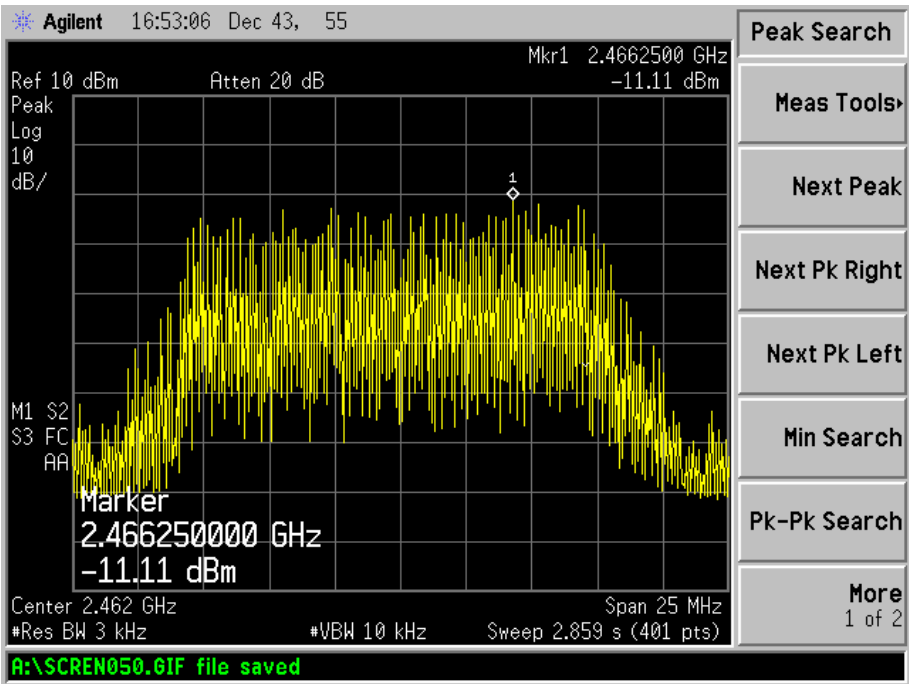 Agilent 16:53:06 Dec 43, 55
Peak Search
Mkr1 2.4662500 GHz
Ref 10 dBm Atten 20 dB -11.11 dBm
Peak
Log
10
dB/
1
Meas Tools
Next Peak
Next Pk Right
Next Pk Left
M1 S2
S3 FC
AA
Min Search
Marker
2.466250000 GHz
-11.11 dBm
Pk-Pk Search
Center 2.462 GHz Span 25 MHz
#Res BW 3 kHz #VBW 10 kHz Sweep 2.859 s (401 pts)
More
1 of 2
A:\SCREN050.GIF file saved